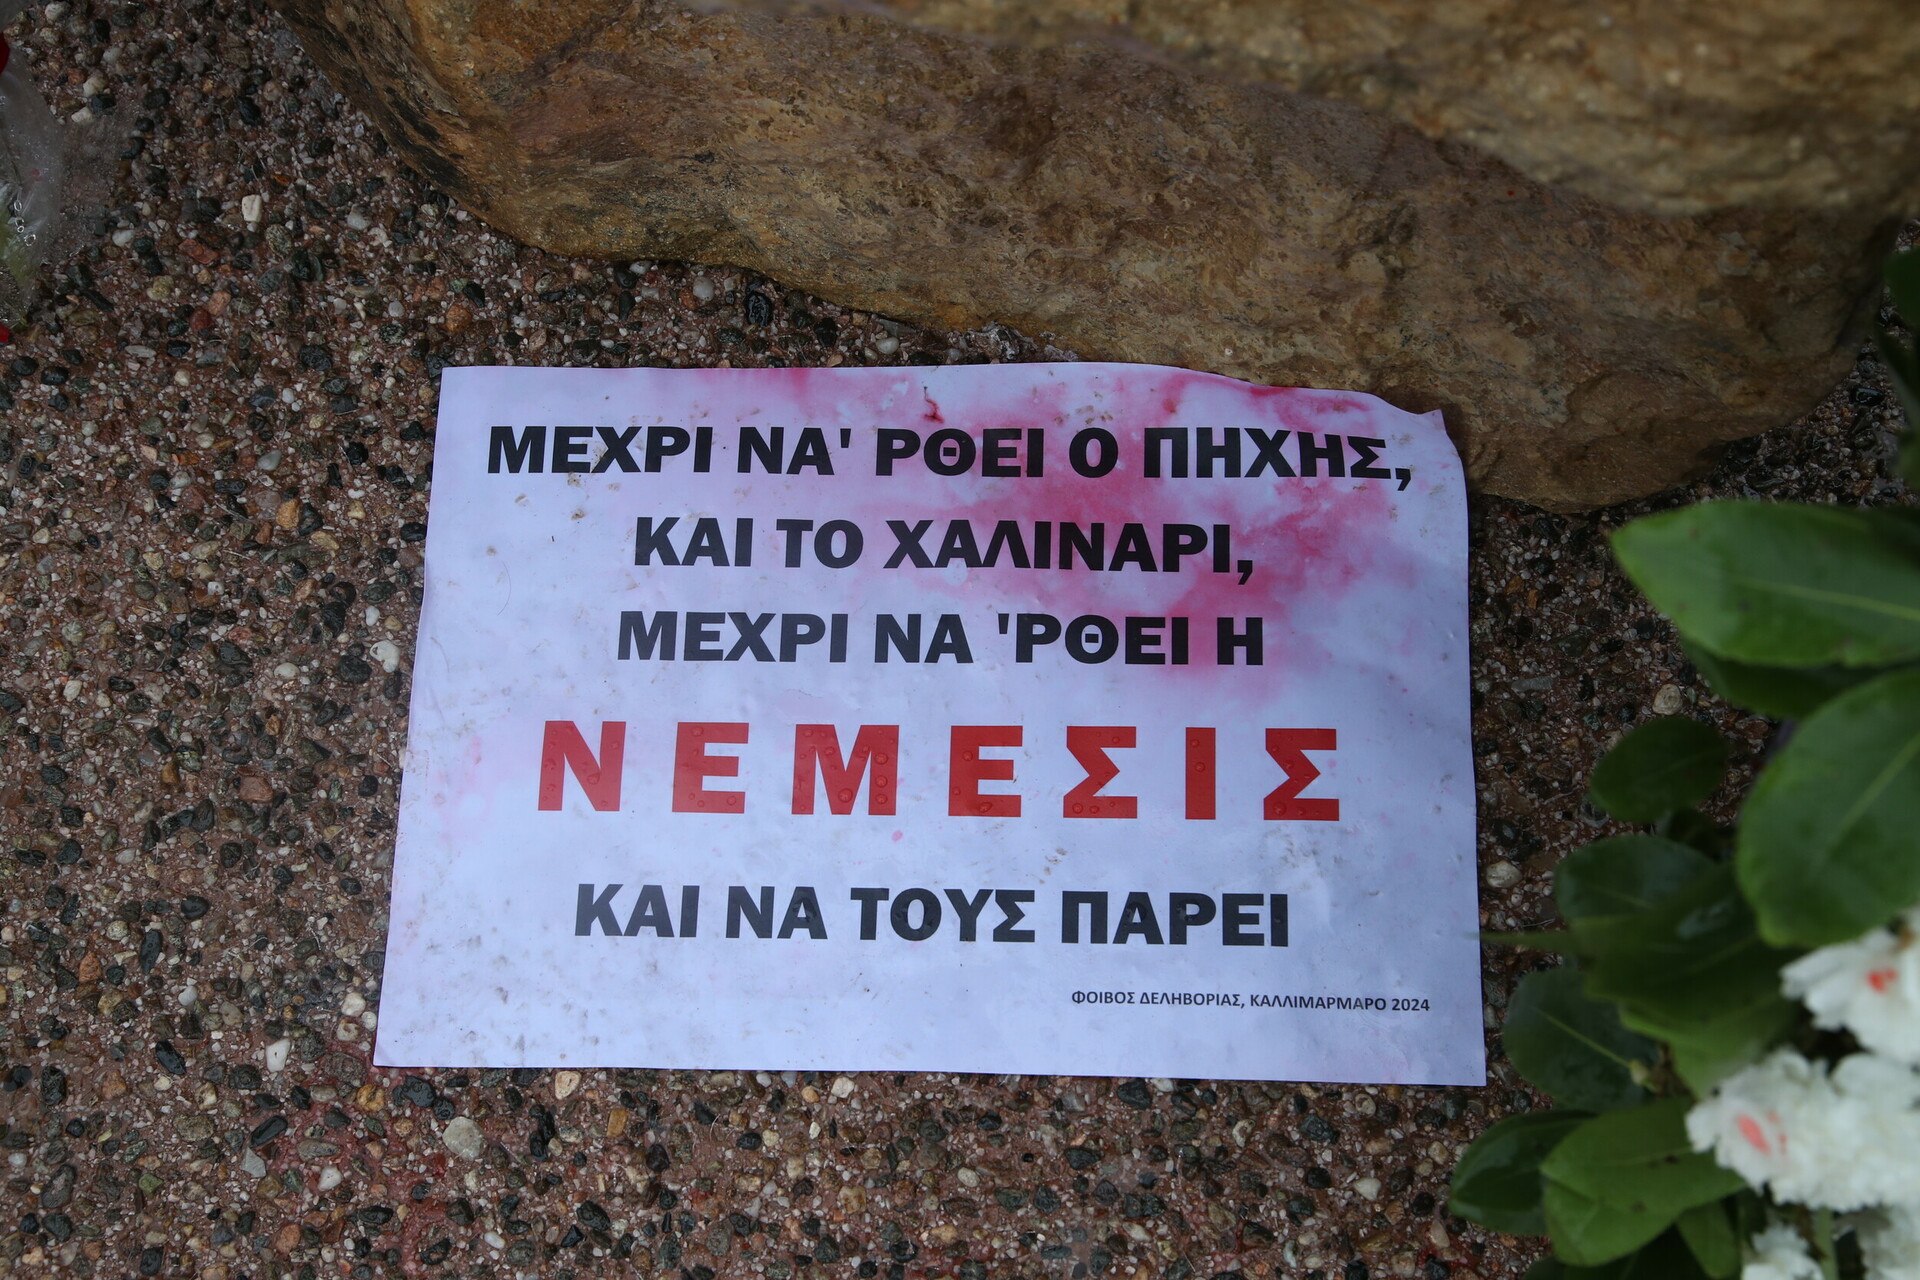 ΜΕΧΡΙ ΝΑ' ΡΘΕΙ Ο ΠΗΧΗΣ,
ΚΑΙ ΤΟ ΧΑΛΙΝΑΡΙ,
ΜΕΧΡΙ ΝΑ 'ΡΘΕΙ Η
ΝΕΜΕΣΙΣ
ΚΑΙ ΝΑ ΤΟΥΣ ΠΑΡΕΙ
ΦΟΙΒΟΣ ΔΕΛΗΒΟΡΙΑΣ, ΚΑΛΛΙΜΑΡΜΑΡΟ 2024